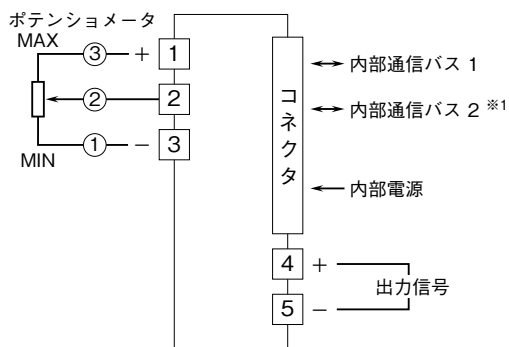 ポテンショメータ
MAX
③ + 1
② 2
① - 3
MIN
コネクタ
内部通信バス 1
内部通信バス 2 ※1
内部電源
4 +
出力信号
5 -